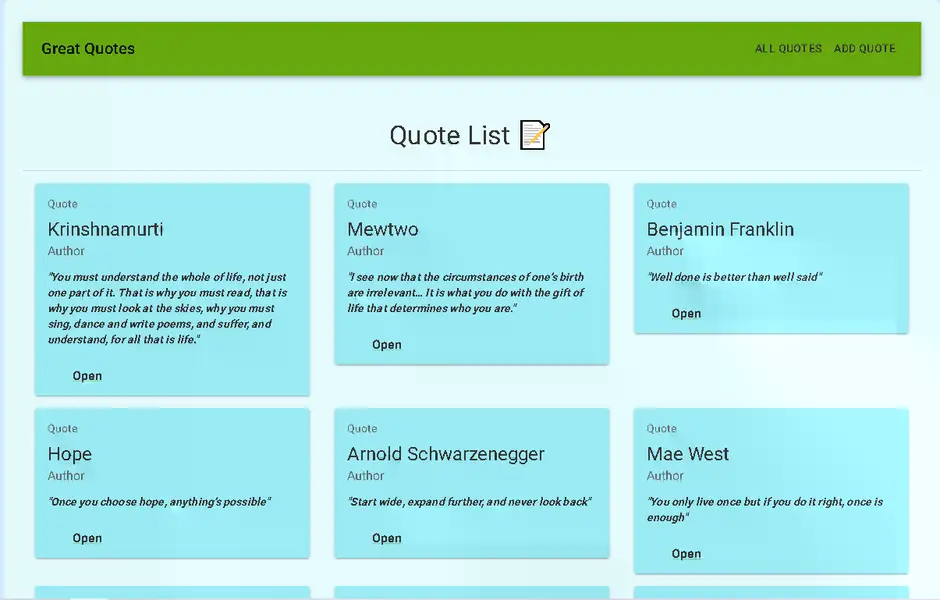 Great Quotes
ALL QUOTES ADD QUOTE
Quote List
Quote
Krinshnamurti
Author
"You must understand the whole of life, not just
one part of it. That is why you must read, that is
why you must look at the skies, why you must
sing, dance and write poems, and suffer, and
understand, for all that is life."
Open
Quote
Mewtwo
Author
"I see now that the circumstances of one's birth
are irrelevant... It is what you do with the gift of
life that determines who you are."
Open
Quote
Benjamin Franklin
Author
"Well done is better than well said"
Open
Quote
Hope
Author
"Once you choose hope, anything's possible"
Open
Quote
Arnold Schwarzenegger
Author
"Start wide, expand further, and never look back"
Open
Quote
Mae West
Author
"You only live once but if you do it right, once is
enough"
Open